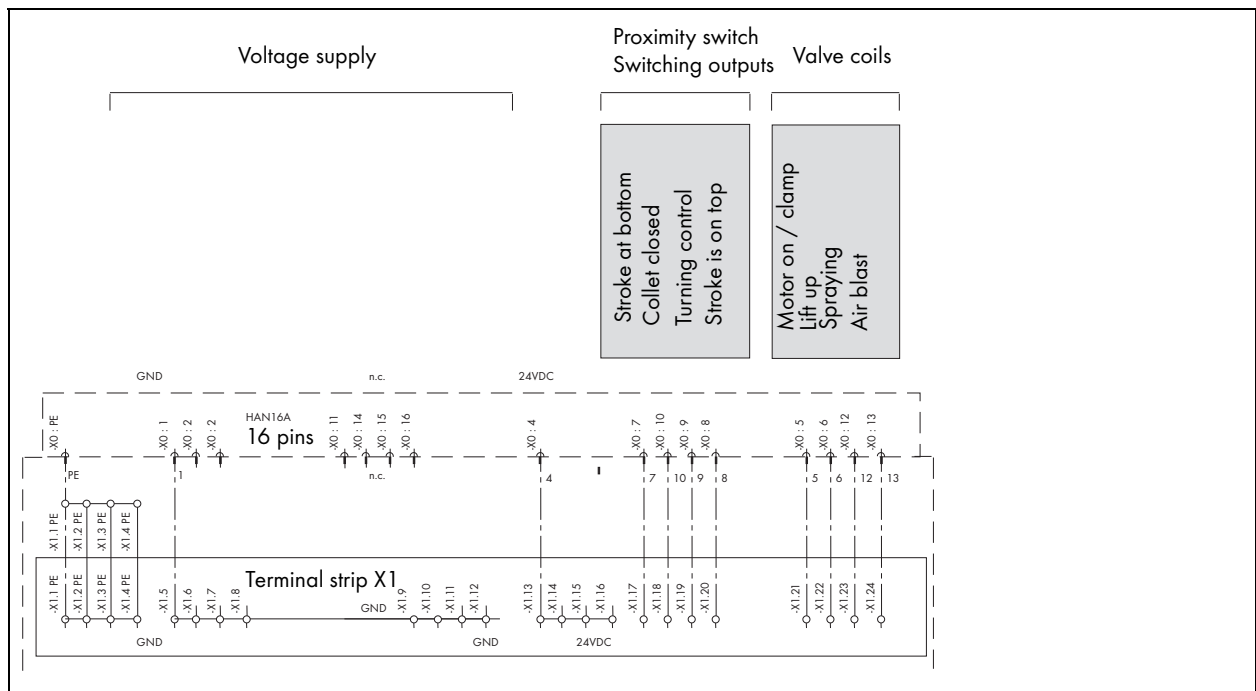 Voltage supply
Proximity switch
Switching outputs
Valve coils
Stroke at bottom
Collet closed
Turning control
Stroke is on top
Motor on / clamp
Lift up
Spraying
Air blast
GND
n.c.
24VDC
-X0 : PE
-X0 : 1
-X0 : 2
-X0 : 2
HAN16A
16 pins
-X0 : 11
-X0 : 14
-X0 : 15
-X0 : 16
-X0 : 4
-X0 : 7
-X0 : 10
-X0 : 9
-X0 : 8
-X0 : 5
-X0 : 6
-X0 : 12
-X0 : 13
PE
1
n.c.
4
7
10
9
8
5
6
12
13
-X1.1 PE
-X1.2 PE
-X1.3 PE
-X1.4 PE
Terminal strip X1
-X1.1 PE
-X1.2 PE
-X1.3 PE
-X1.4 PE
-X1.5
-X1.6
-X1.7
-X1.8
GND
-X1.9
-X1.10
-X1.11
-X1.12
-X1.13
-X1.14
-X1.15
-X1.16
-X1.17
-X1.18
-X1.19
-X1.20
-X1.21
-X1.22
-X1.23
-X1.24
GND
GND
24VDC